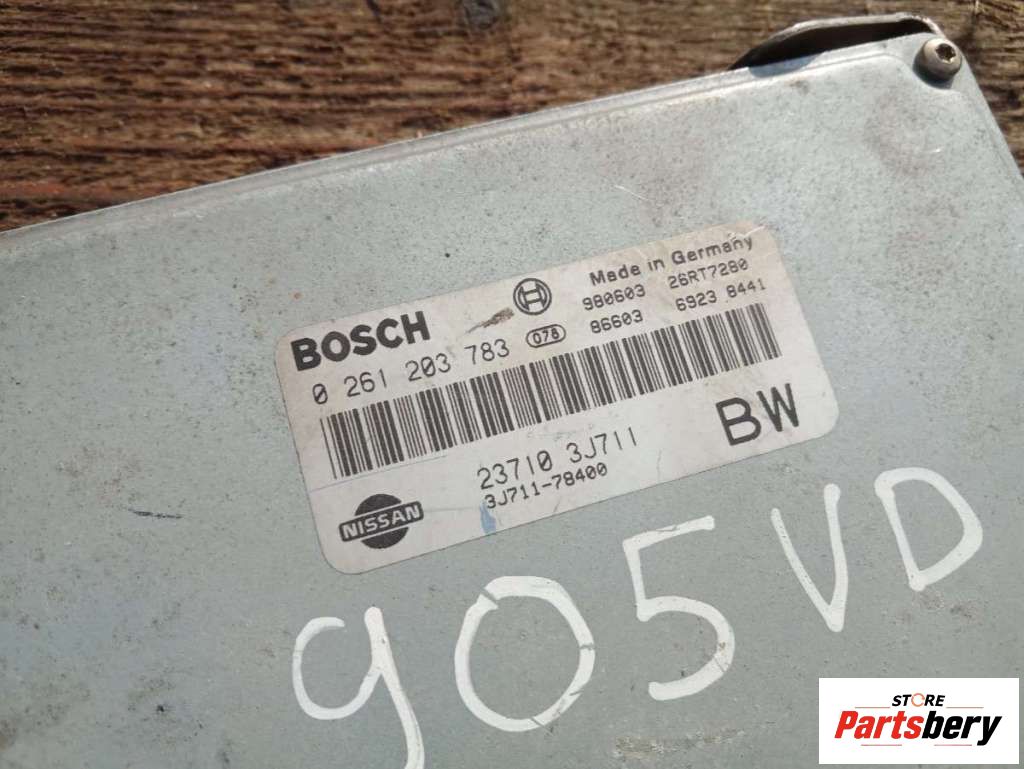 Made in Germany
BOSCH
980603 26RT7280
0 261 203 783 078 86603 6923 8441
BW
23710 3J711
3J711-78400
NISSAN
905VD
STORE
Partsbery